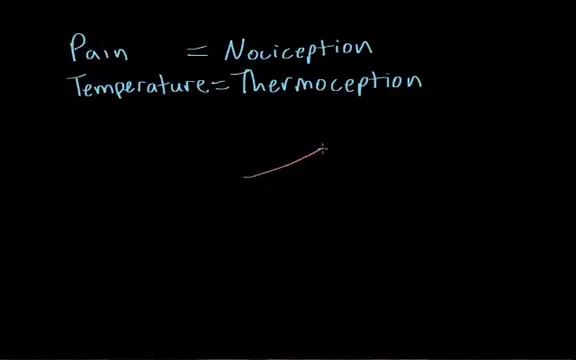 Pain = Nociception
Temperature = Thermoception